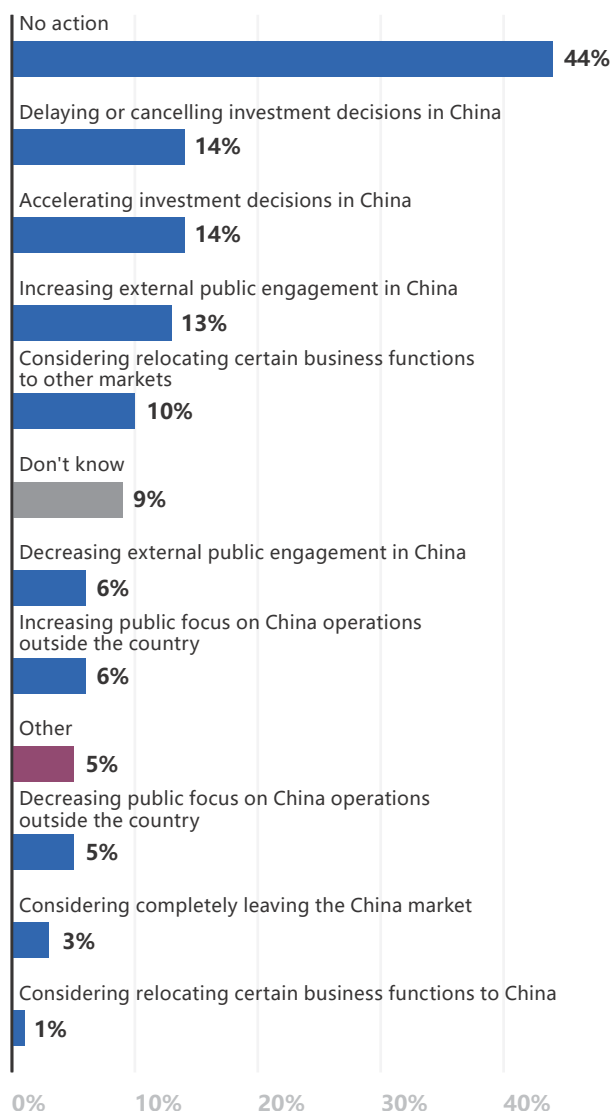 No action
44%
Delaying or cancelling investment decisions in China
14%
Accelerating investment decisions in China
14%
Increasing external public engagement in China
13%
Considering relocating certain business functions
to other markets
10%
Don't know
9%
Decreasing external public engagement in China
6%
Increasing public focus on China operations
outside the country
6%
Other
5%
Decreasing public focus on China operations
outside the country
5%
Considering completely leaving the China market
3%
Considering relocating certain business functions to China
1%
0% 10% 20% 30% 40%